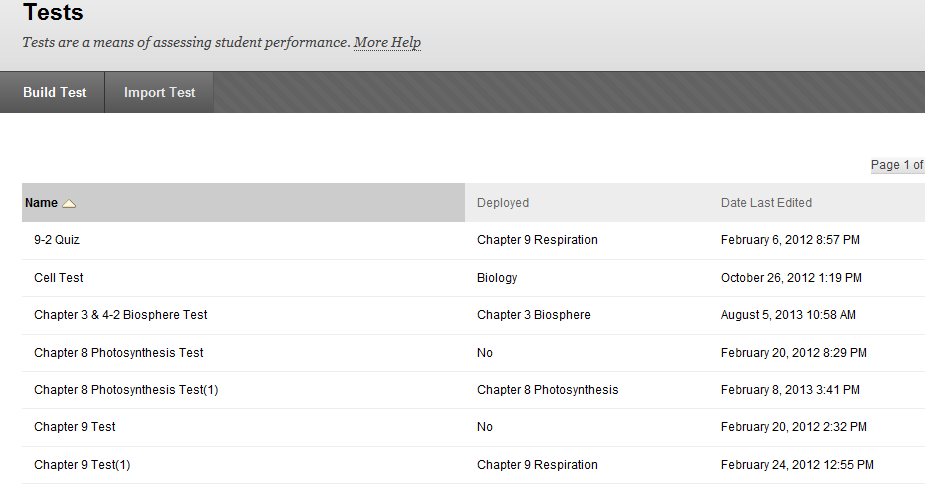 Tests
Tests are a means of assessing student performance. More Help
Build Test Import Test
Page 1 of
Name Deployed Date Last Edited
9-2 Quiz Chapter 9 Respiration February 6, 2012 8:57 PM
Cell Test Biology October 26, 2012 1:19 PM
Chapter 3 & 4-2 Biosphere Test Chapter 3 Biosphere August 5, 2013 10:58 AM
Chapter 8 Photosynthesis Test No February 20, 2012 8:29 PM
Chapter 8 Photosynthesis Test(1) Chapter 8 Photosynthesis February 8, 2013 3:41 PM
Chapter 9 Test No February 20, 2012 2:32 PM
Chapter 9 Test(1) Chapter 9 Respiration February 24, 2012 12:55 PM